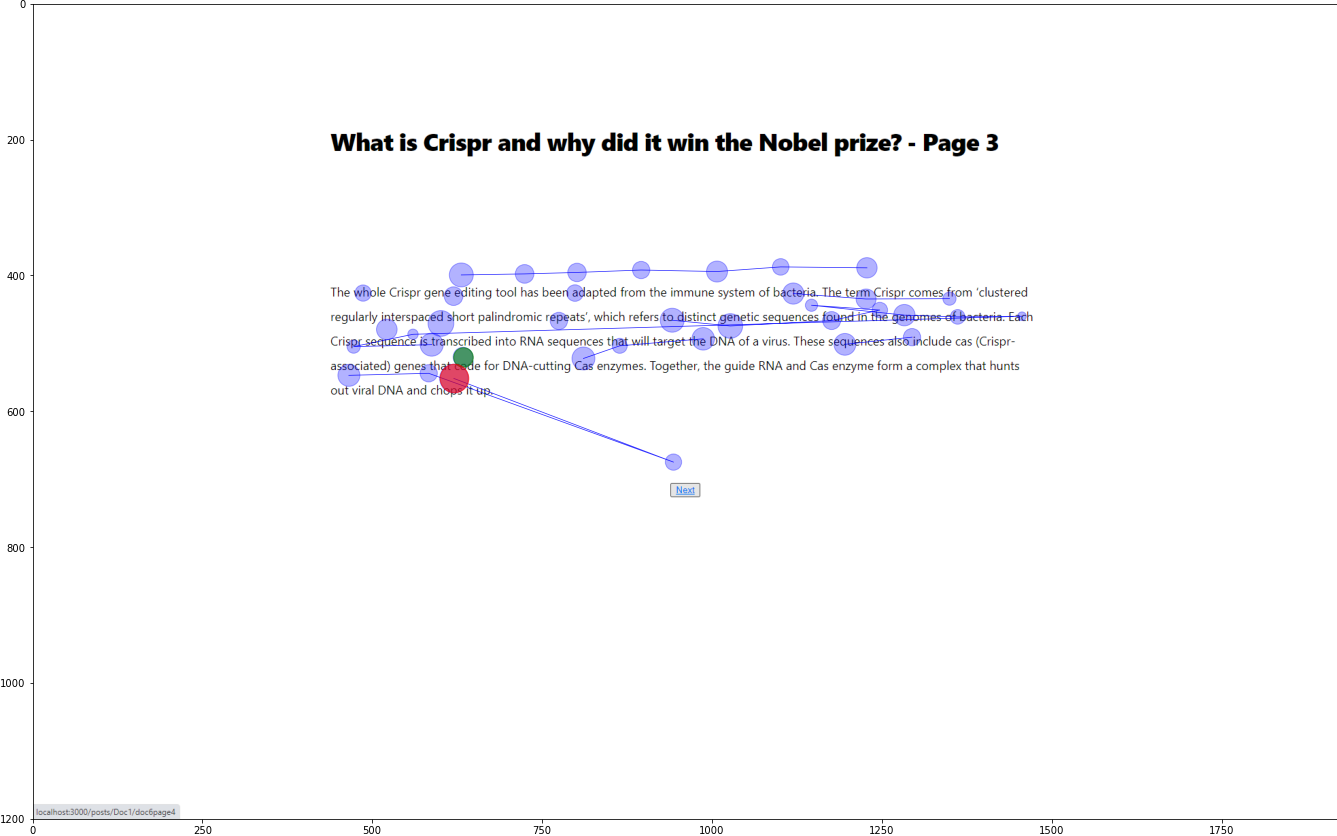 0
200
400
600
800
1000
1200
What is Crispr and why did it win the Nobel prize? - Page 3
The whole Crispr gene editing tool has been adapted from the immune system of bacteria. The term Crispr comes from ‘clustered
regularly interspaced short palindromic repeats’, which refers to distinct genetic sequences found in the genomes of bacteria. Each
Crispr sequence is transcribed into RNA sequences that will target the DNA of a virus. These sequences also include cas (Crispr-
associated) genes that code for DNA-cutting Cas enzymes. Together, the guide RNA and Cas enzyme form a complex that hunts
out viral DNA and chops it up.
Next
localhost:3000/posts/Doc1/doc6page4
0 250 500 750 1000 1250 1500 1750